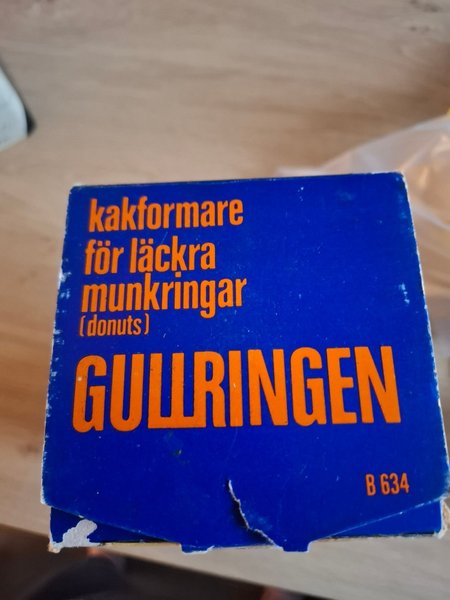 kakformare
för läckra
munkringar
(donuts)
GULLRINGEN
B 634